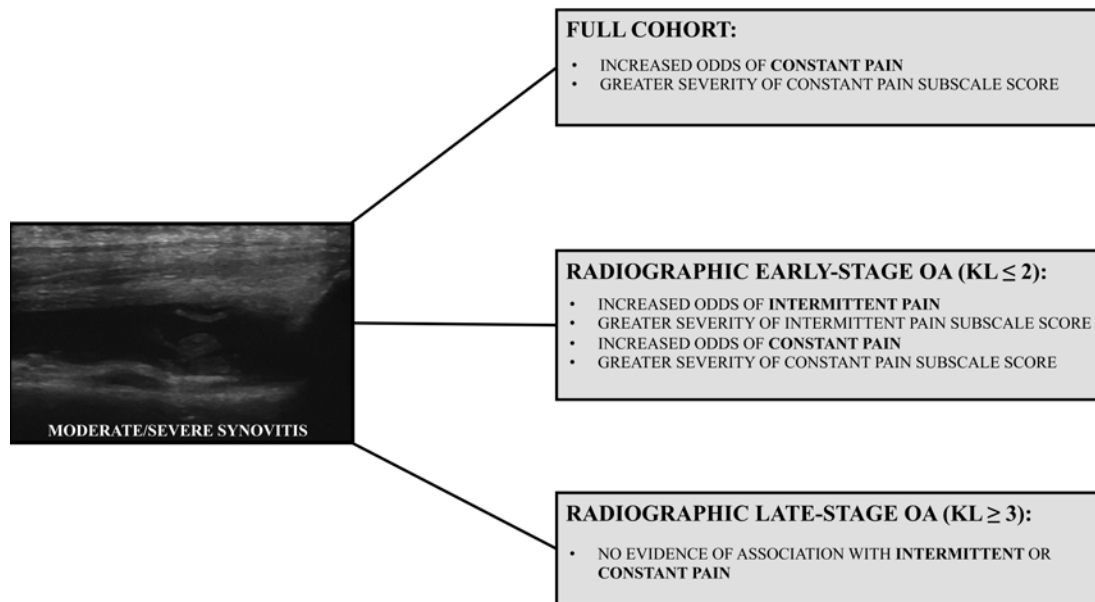 FULL COHORT:
• INCREASED ODDS OF CONSTANT PAIN
• GREATER SEVERITY OF CONSTANT PAIN SUBSCALE SCORE
MODERATE/SEVERE SYNOVITIS
RADIOGRAPHIC EARLY-STAGE OA (KL ≤ 2):
• INCREASED ODDS OF INTERMITTENT PAIN
• GREATER SEVERITY OF INTERMITTENT PAIN SUBSCALE SCORE
• INCREASED ODDS OF CONSTANT PAIN
• GREATER SEVERITY OF CONSTANT PAIN SUBSCALE SCORE
RADIOGRAPHIC LATE-STAGE OA (KL ≥ 3):
• NO EVIDENCE OF ASSOCIATION WITH INTERMITTENT OR
CONSTANT PAIN